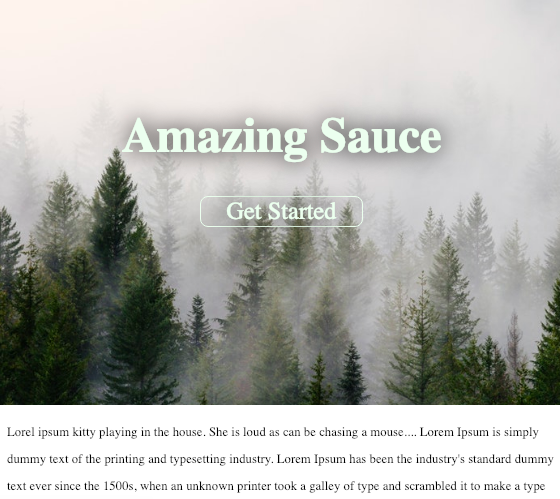 Amazing Sauce
Get Started
Lorel ipsum kitty playing in the house. She is loud as can be chasing a mouse.... Lorem Ipsum is simply
dummy text of the printing and typesetting industry. Lorem Ipsum has been the industry's standard dummy
text ever since the 1500s, when an unknown printer took a galley of type and scrambled it to make a type